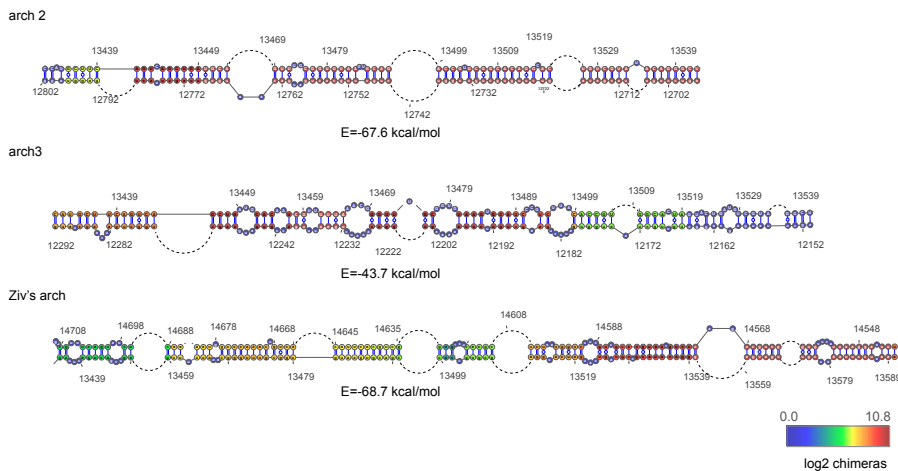 arch 2
13439 13449 13469 13479 13499 13509 13519 13529 13539
12802 12792 12772 12762 12752 12742 12732 12722 12712 12702
E=-67.6 kcal/mol
arch3
13439 13449 13459 13469 13479 13489 13499 13509 13519 13529 13539
12292 12282 12242 12232 12222 12202 12192 12182 12172 12162 12152
E=-43.7 kcal/mol
Ziv's arch
14708 14698 14688 14678 14668 14645 14635 14608 14588 14568 14548
13439 13459 13479 13499 13519 13539 13559 13579 13589
E=-68.7 kcal/mol
0.0 10.8
log2 chimeras